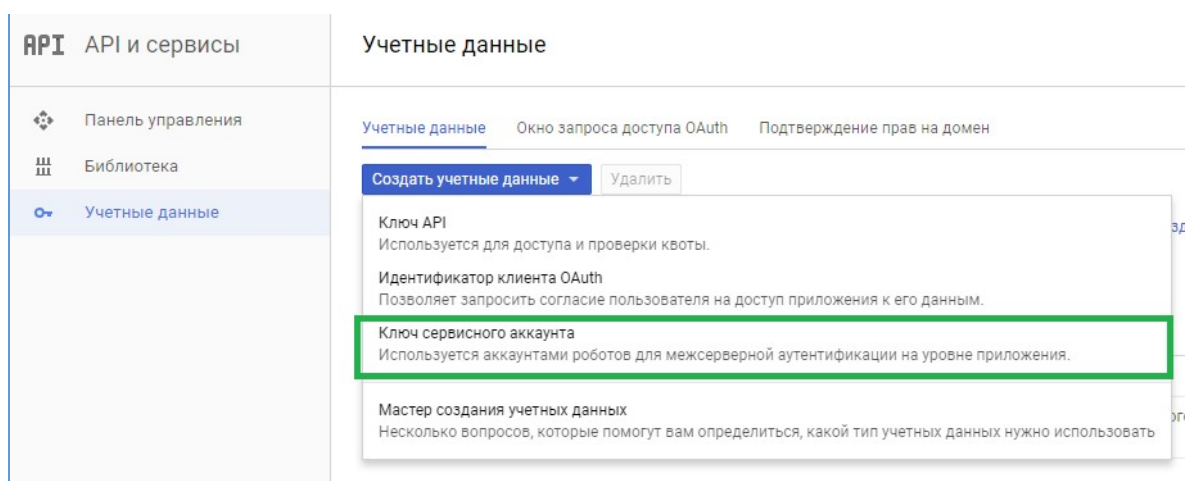 API API и сервисы
Учетные данные
Панель управления
Библиотека
Учетные данные
Учетные данные Окно запроса доступа OAuth Подтверждение прав на домен
Создать учетные данные Удалить
Ключ API
Используется для доступа и проверки квоты.
Идентификатор клиента OAuth
Позволяет запросить согласие пользователя на доступ приложения к его данным.
Ключ сервисного аккаунта
Используется аккаунтами роботов для межсерверной аутентификации на уровне приложения.
Мастер создания учетных данных
Несколько вопросов, которые помогут вам определиться, какой тип учетных данных нужно использовать